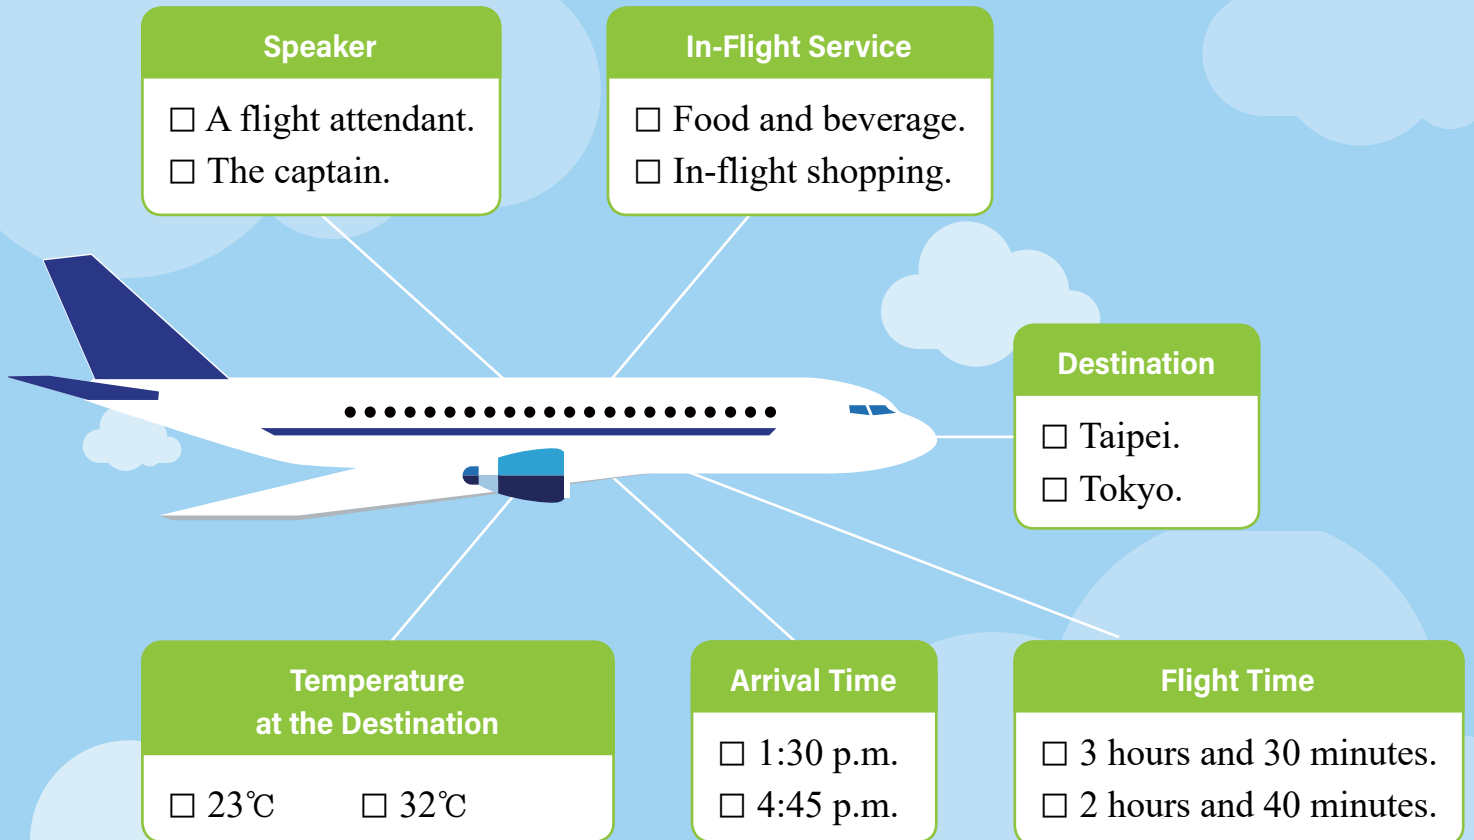 Speaker
☐ A flight attendant.
☐ The captain.
In-Flight Service
☐ Food and beverage.
☐ In-flight shopping.
Destination
☐ Taipei.
☐ Tokyo.
Temperature
at the Destination
☐ 23℃ ☐ 32℃
Arrival Time
☐ 1:30 p.m.
☐ 4:45 p.m.
Flight Time
☐ 3 hours and 30 minutes.
☐ 2 hours and 40 minutes.